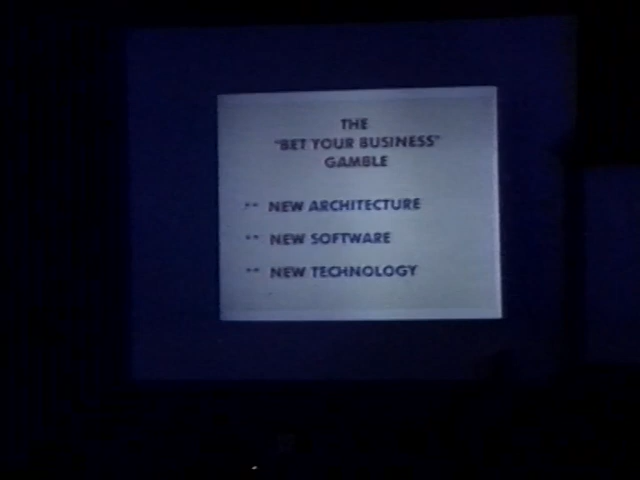 THE
"BET YOUR BUSINESS"
GAMBLE
** NEW ARCHITECTURE
** NEW SOFTWARE
** NEW TECHNOLOGY